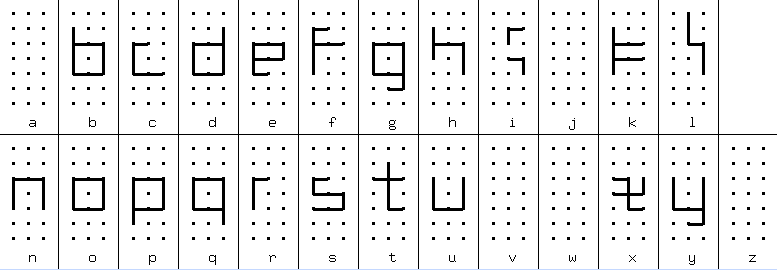 b c d e f g h i k l
a b c d e f g h i j k l
n o p q r s t u x y
n o p q r s t u v w x y z